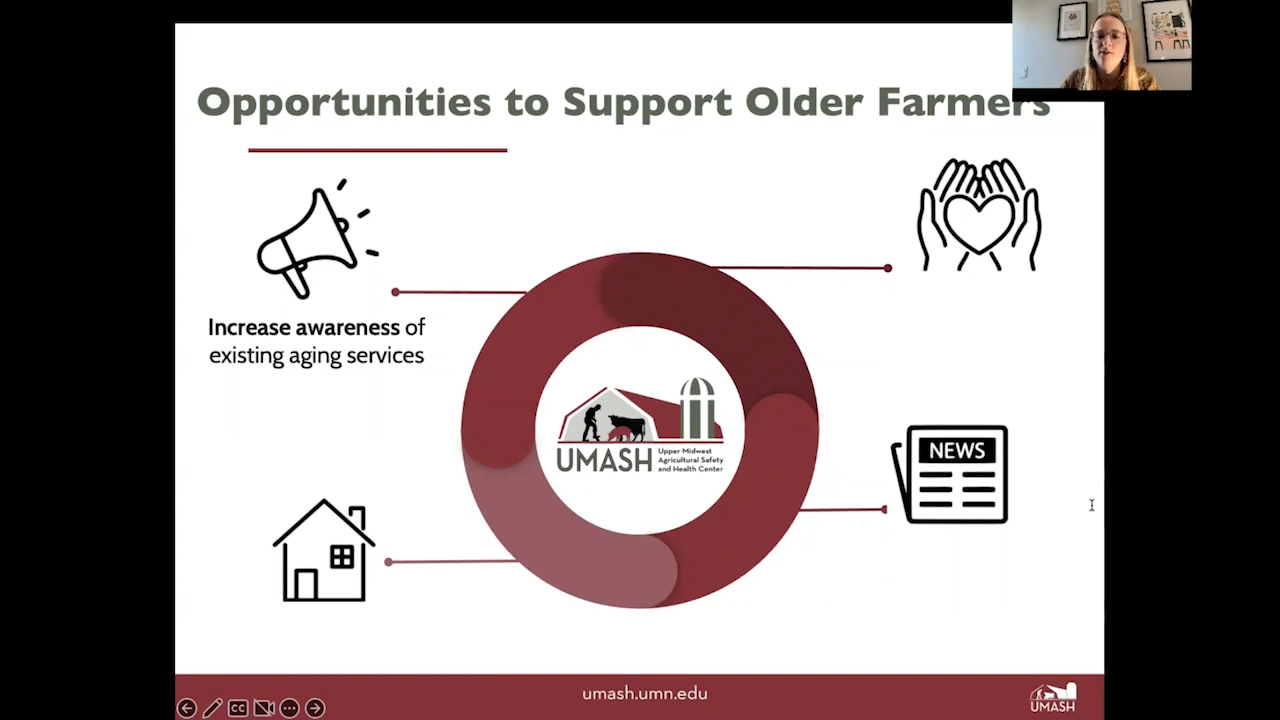 Opportunities to Support Older Farmers
Increase awareness of
existing aging services
NEWS
UMASH
Upper Midwest
Agricultural Safety
and Health Center
umash.umn.edu
UMASH
CC